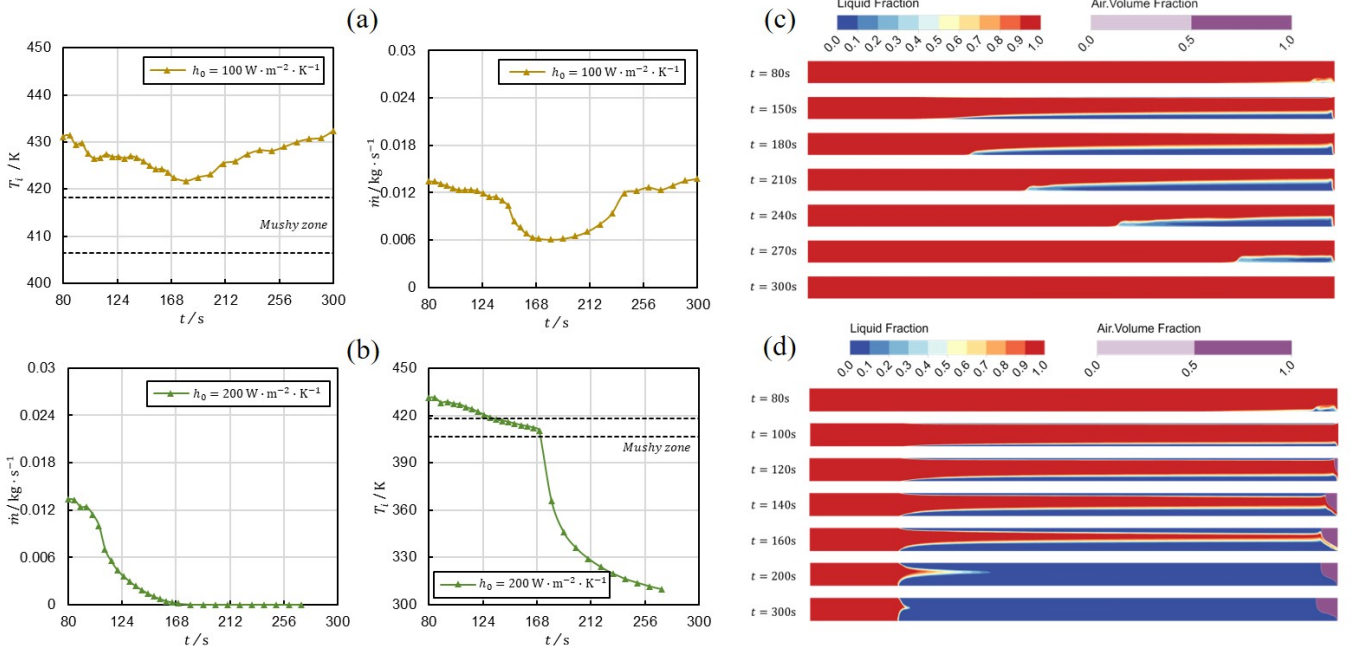 (a)
450
440
430
420
410
400
T_i / K
h_0 = 100 W · m^−2 · K^−1
Mushy zone
80 124 168 212 256 300
t / s
0.03
0.024
0.018
0.012
0.006
0
ṁ/ kg · s^−1
h_0 = 100 W · m^−2 · K^−1
80 124 168 212 256 300
t / s
(b)
0.03
0.024
0.018
0.012
0.006
0
ṁ/ kg · s^−1
h_0 = 200 W · m^−2 · K^−1
80 124 168 212 256 300
t / s
450
420
390
360
330
300
T_i / K
Mushy zone
h_0 = 200 W · m^−2 · K^−1
80 124 168 212 256 300
t / s
(c)
Liquid Fraction
0.0 0.1 0.2 0.3 0.4 0.5 0.6 0.7 0.8 0.9 1.0
Air.Volume Fraction
0.0 0.5 1.0
t = 80s
t = 150s
t = 180s
t = 210s
t = 240s
t = 270s
t = 300s
(d)
Liquid Fraction
0.0 0.1 0.2 0.3 0.4 0.5 0.6 0.7 0.8 0.9 1.0
Air.Volume Fraction
0.0 0.5 1.0
t = 80s
t = 100s
t = 120s
t = 140s
t = 160s
t = 200s
t = 300s